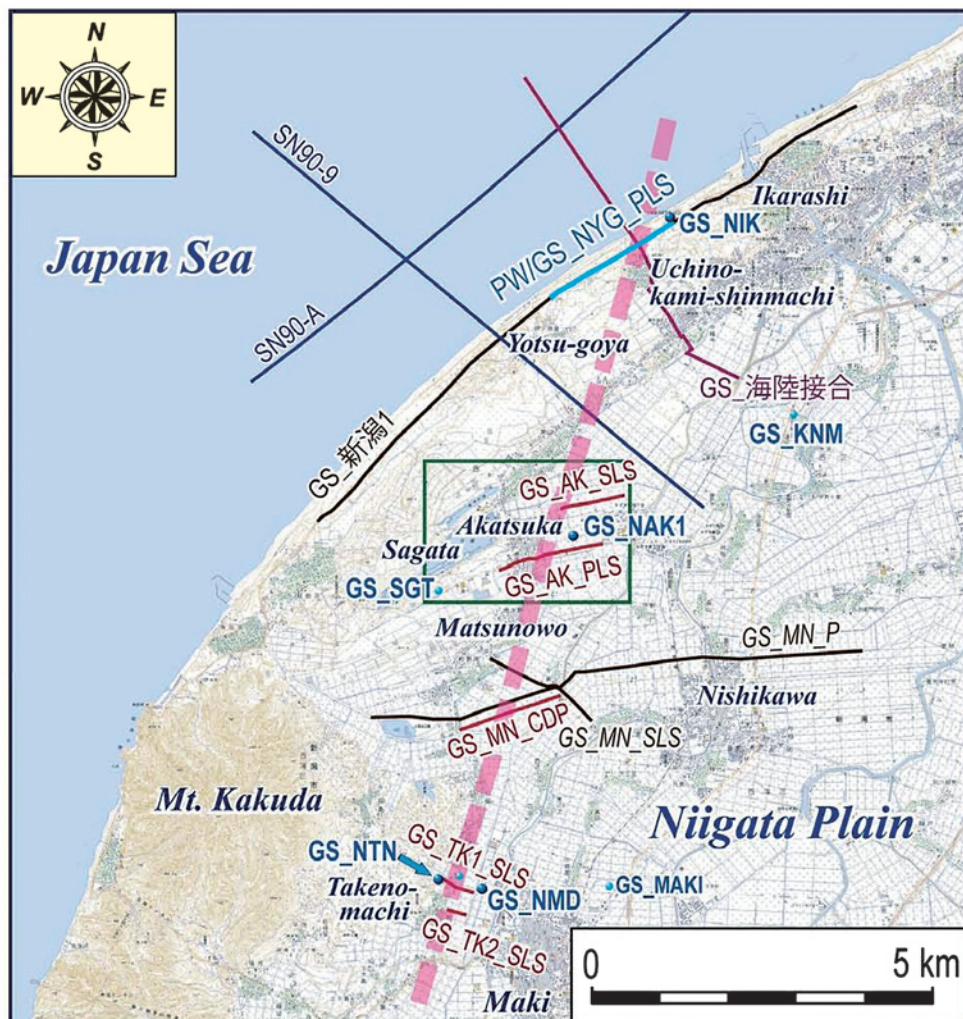 N
W
E
S
SN90-9
Japan Sea
SN90-A
PW/GS_NYG_PLS
Ikarashi
GS_NIK
Uchino-
kami-shinmachi
Yotsu-goya
GS_海陸接合
GS_新潟1
GS_KNM
GS_AK_SLS
Akatsuka
GS_NAK1
Sagata
GS_AK_PLS
GS_SGT
Matsunowo
GS_MN_P
Nishikawa
GS_MN_CDP
GS_MN_SLS
Mt. Kakuda
Niigata Plain
GS_NTN
GS_TK1_SLS
Takeno-
machi
GS_NMD
GS_MAKI
GS_TK2_SLS
Maki
0
5 km